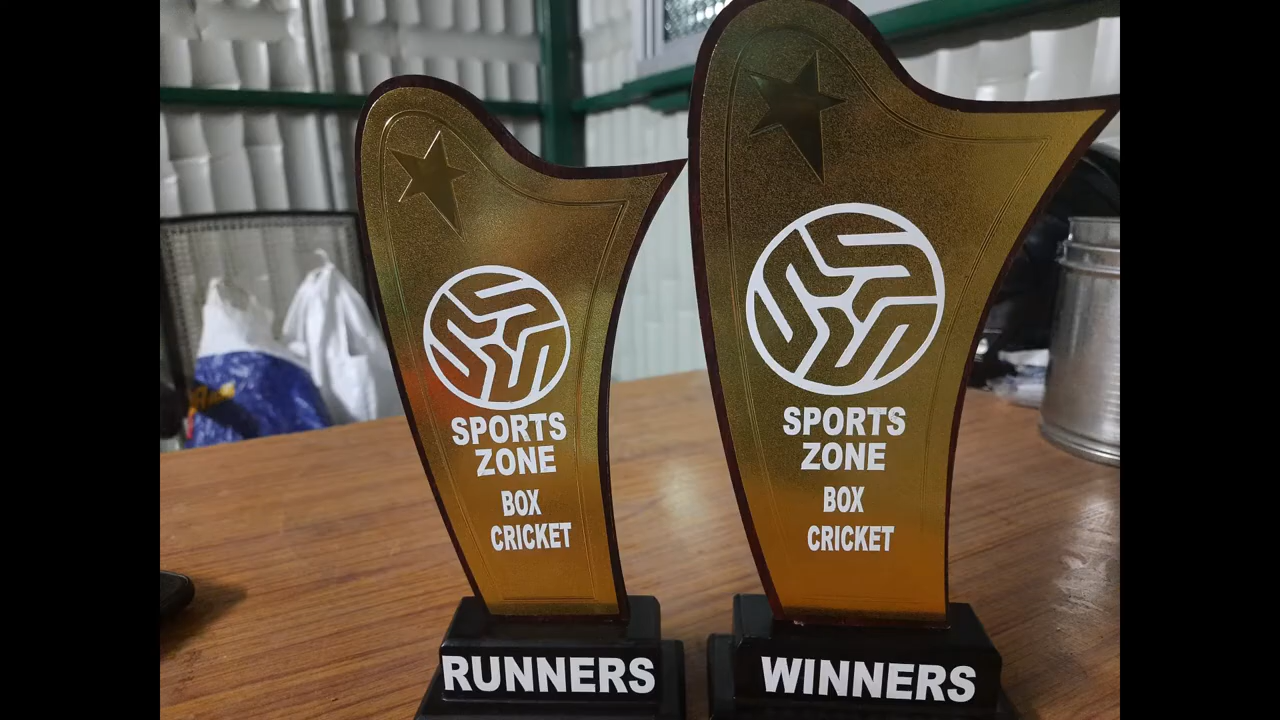 SPORTS
ZONE
BOX
CRICKET
RUNNERS
SPORTS
ZONE
BOX
CRICKET
WINNERS